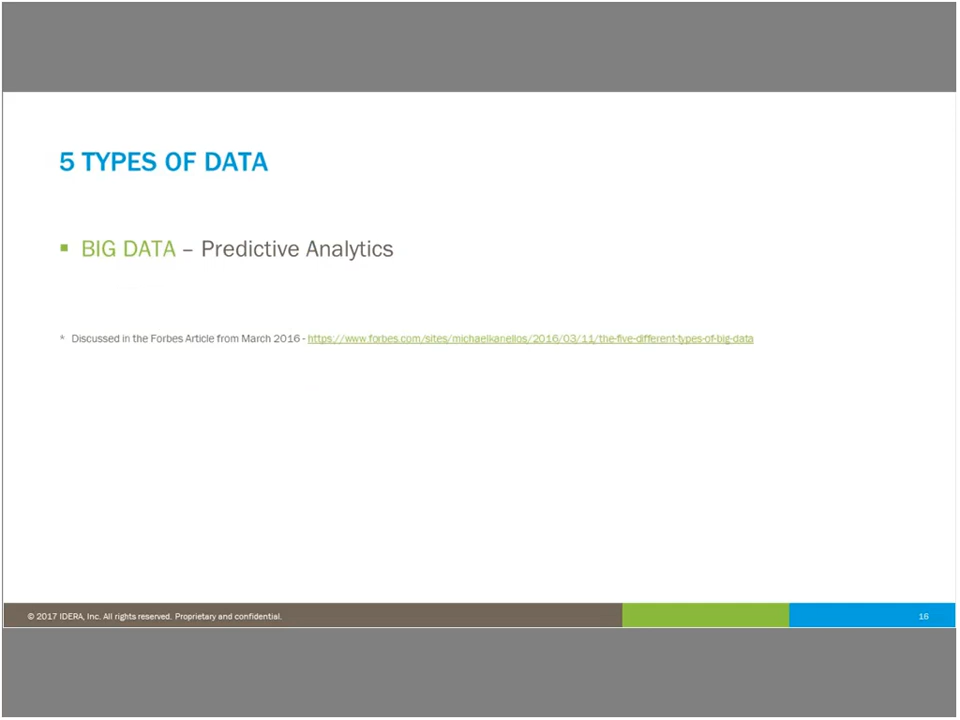 5 TYPES OF DATA
▪ BIG DATA – Predictive Analytics
* Discussed in the Forbes Article from March 2016 - https://www.forbes.com/sites/michaelkanellos/2016/03/11/the-five-different-types-of-big-data
© 2017 IDERA, Inc. All rights reserved. Proprietary and confidential.
16